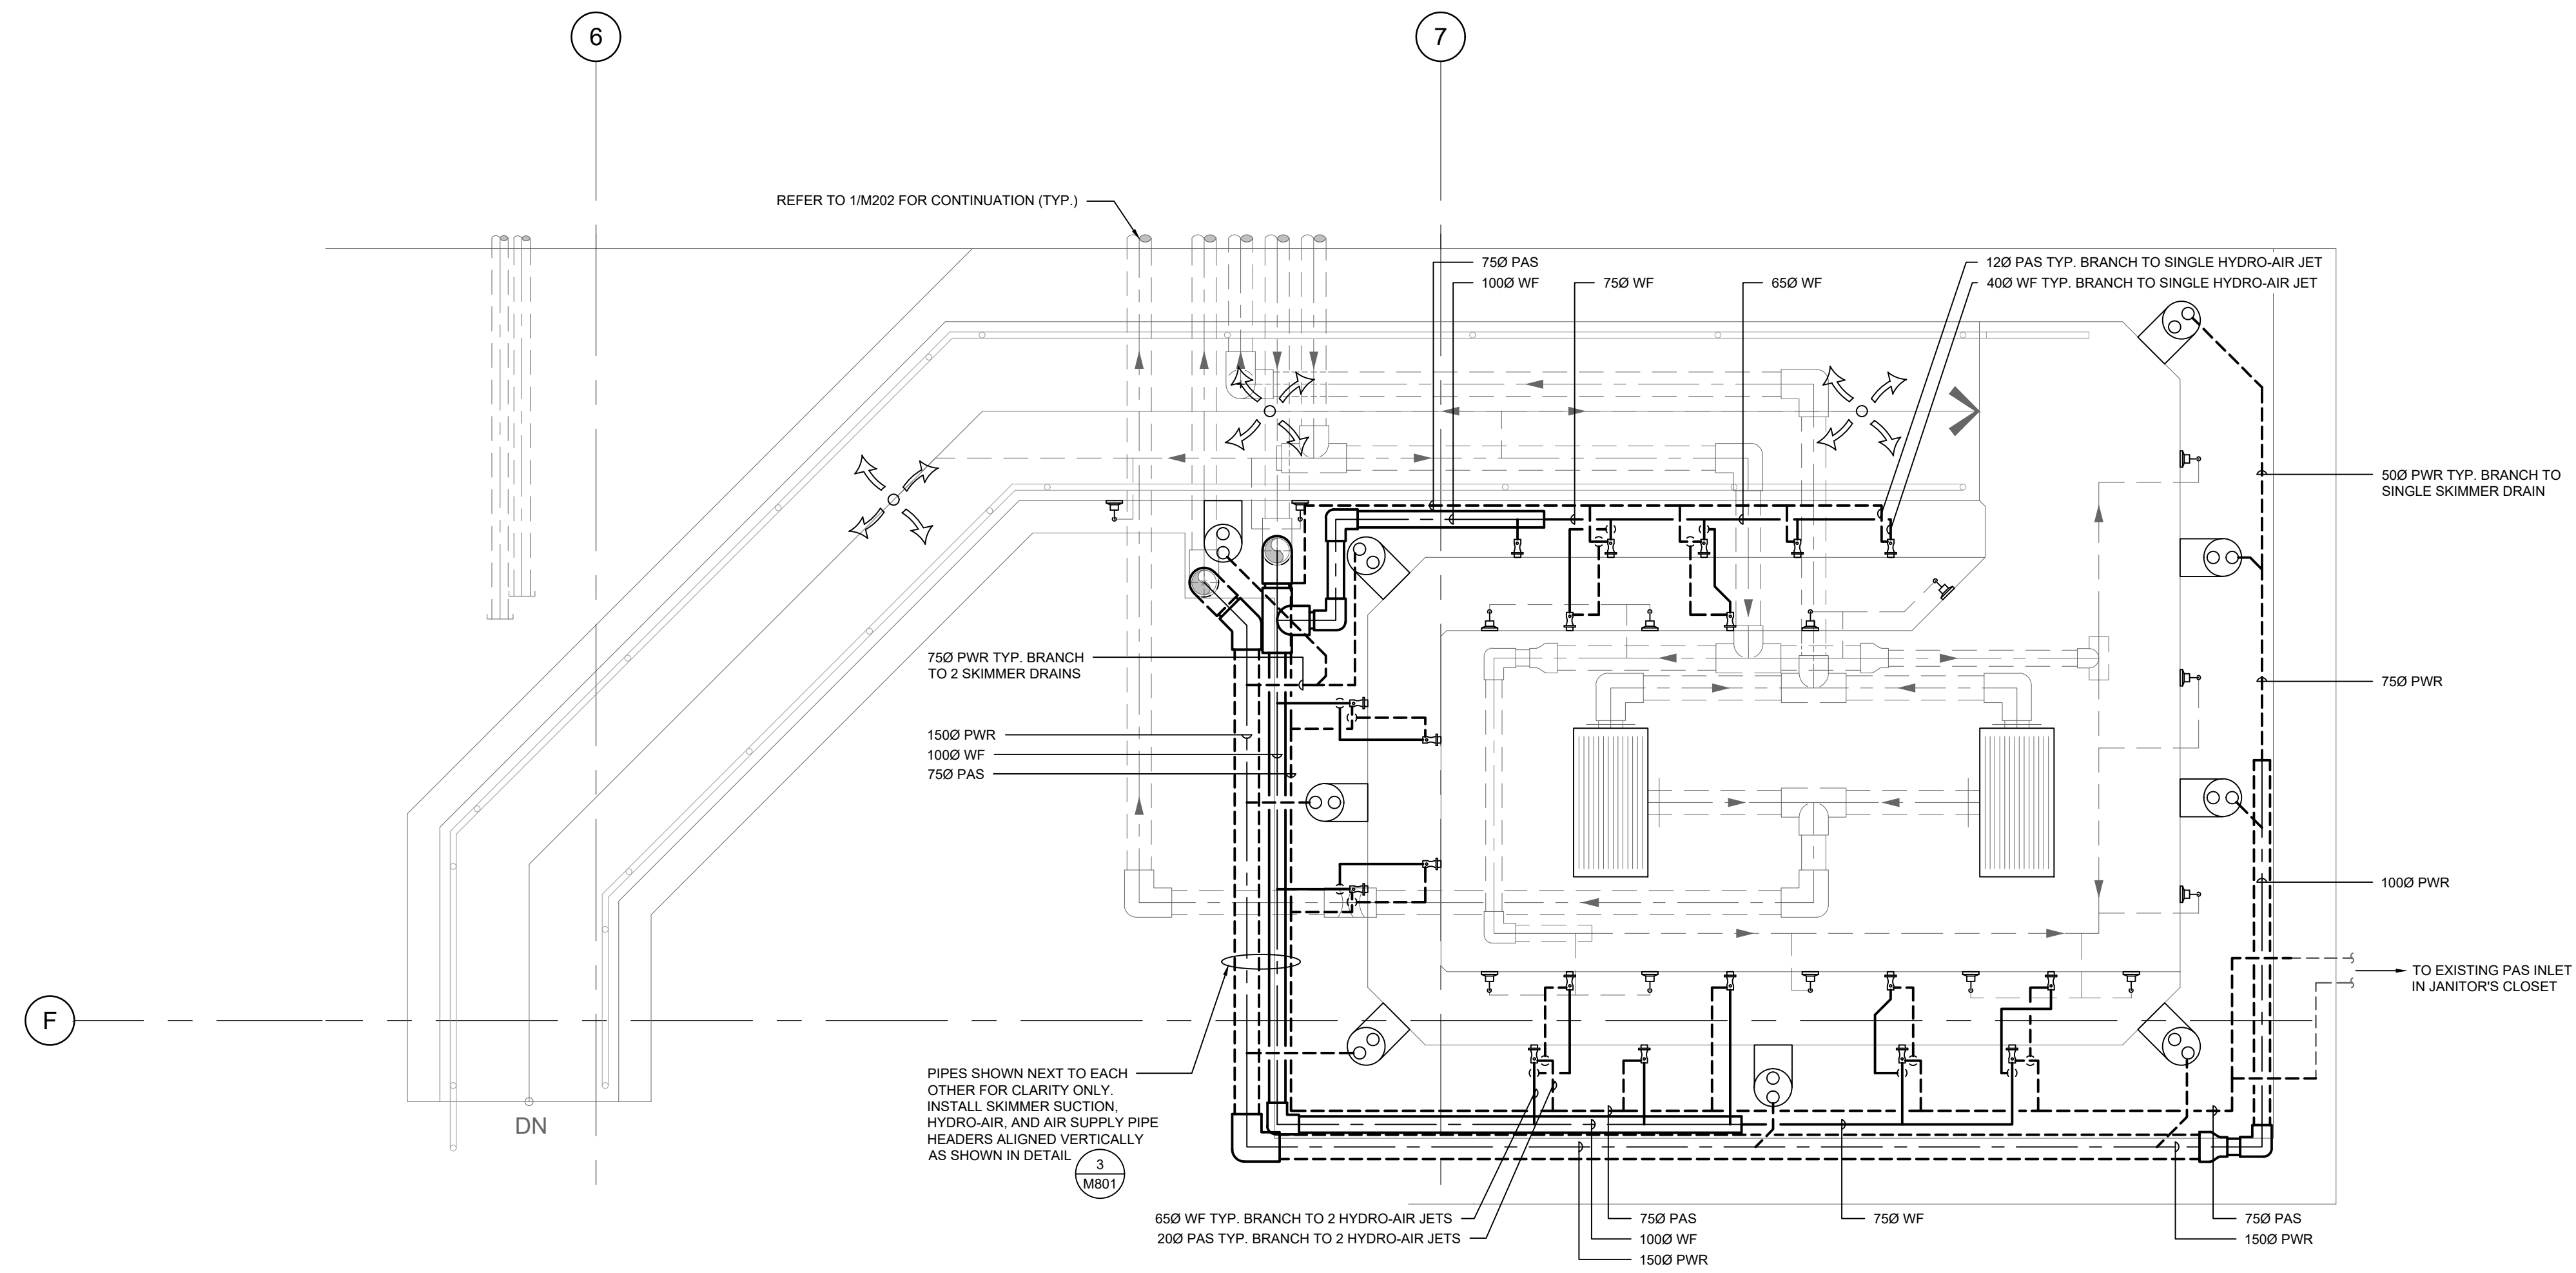 6
7
REFER TO 1/M202 FOR CONTINUATION (TYP.)
75Ø PAS
100Ø WF
75Ø WF
65Ø WF
12Ø PAS TYP. BRANCH TO SINGLE HYDRO-AIR JET
40Ø WF TYP. BRANCH TO SINGLE HYDRO-AIR JET
50Ø PWR TYP. BRANCH TO
SINGLE SKIMMER DRAIN
75Ø PWR TYP. BRANCH
TO 2 SKIMMER DRAINS
75Ø PWR
150Ø PWR
100Ø WF
75Ø PAS
100Ø PWR
TO EXISTING PAS INLET
IN JANITOR'S CLOSET
F
PIPES SHOWN NEXT TO EACH
OTHER FOR CLARITY ONLY.
INSTALL SKIMMER SUCTION,
HYDRO-AIR, AND AIR SUPPLY PIPE
HEADERS ALIGNED VERTICALLY
AS SHOWN IN DETAIL
3
M801
DN
65Ø WF TYP. BRANCH TO 2 HYDRO-AIR JETS
20Ø PAS TYP. BRANCH TO 2 HYDRO-AIR JETS
75Ø PAS
100Ø WF
150Ø PWR
75Ø WF
75Ø PAS
150Ø PWR